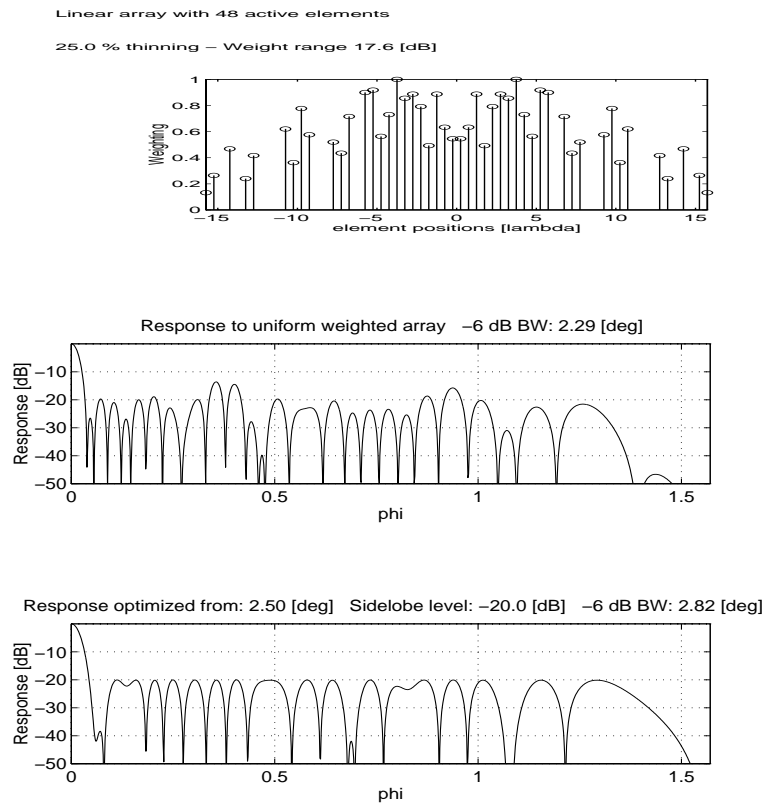 Linear array with 48 active elements
25.0 % thinning – Weight range 17.6 [dB]
1
0.8
0.6
0.4
0.2
0
Weighting
−15 −10 −5 0 5 10 15
element positions [lambda]
Response to uniform weighted array −6 dB BW: 2.29 [deg]
−10
−20
−30
−40
−50
Response [dB]
0 0.5 1 1.5
phi
Response optimized from: 2.50 [deg] Sidelobe level: −20.0 [dB] −6 dB BW: 2.82 [deg]
−10
−20
−30
−40
−50
Response [dB]
0 0.5 1 1.5
phi